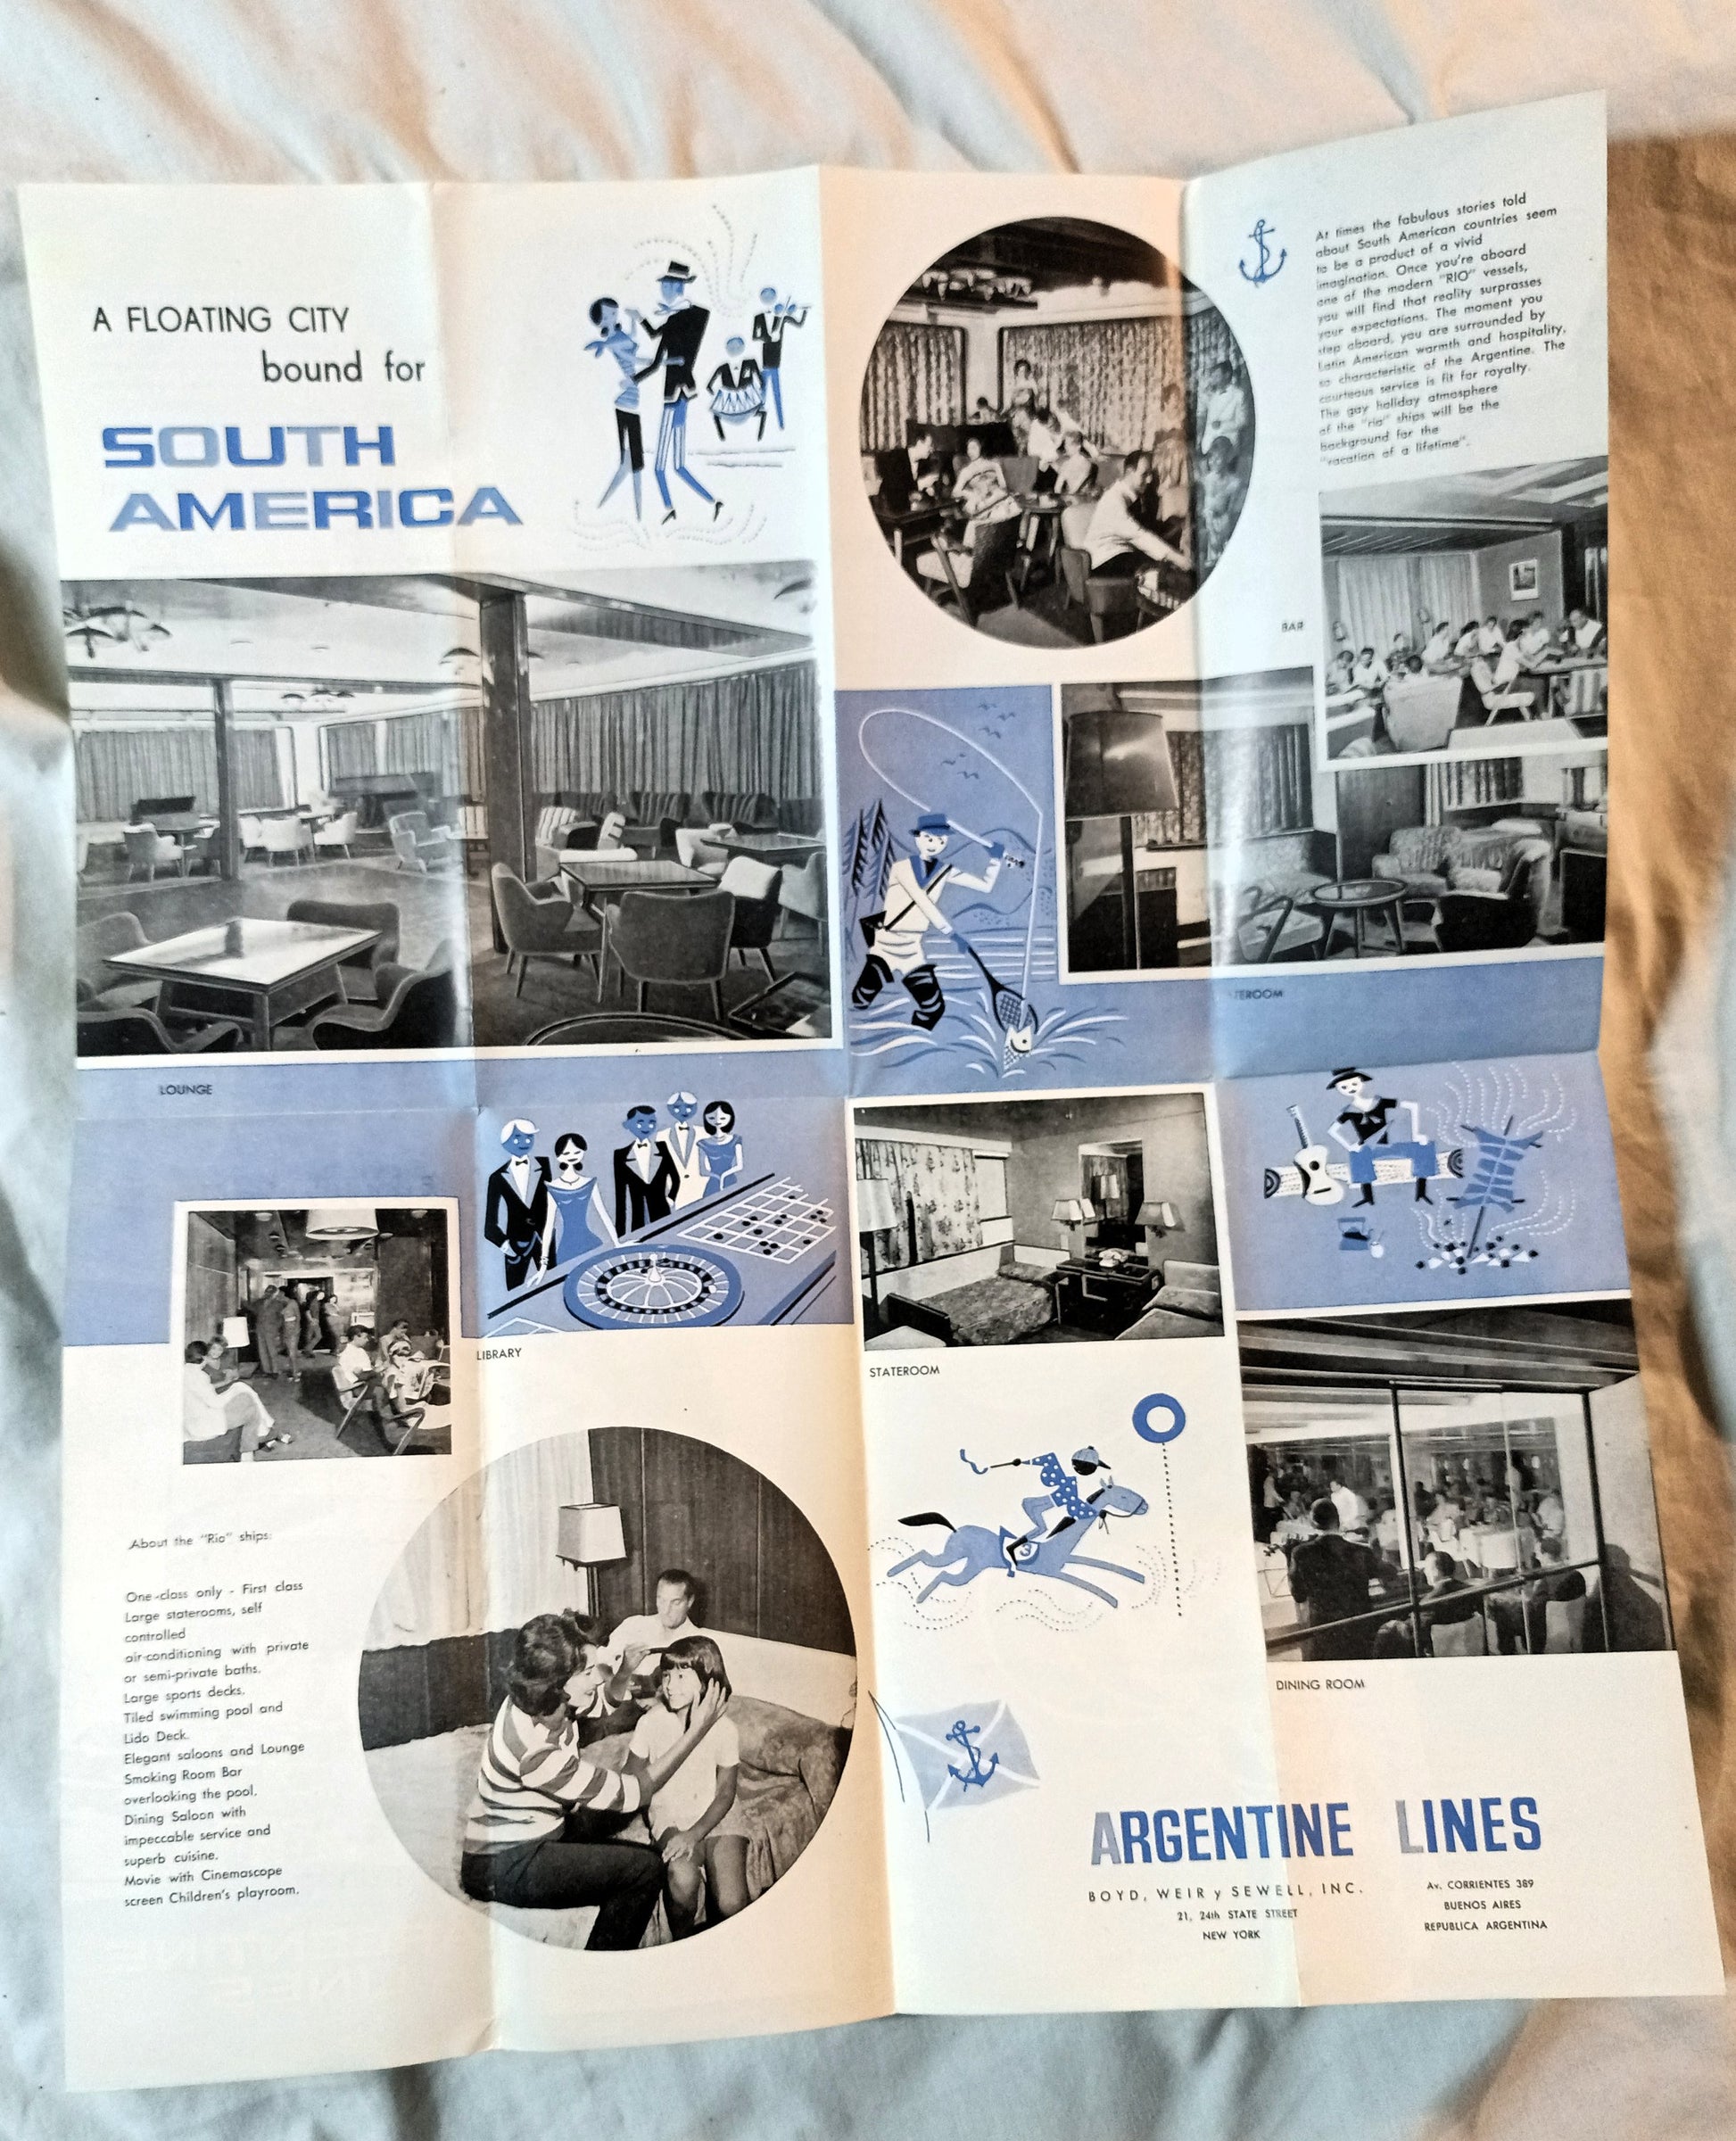 A FLOATING CITY
bound for
SOUTH
AMERICA
At times the fabulous stories told
about South American countries seem
to be a product of a vivid
imagination. Once you're aboard
one of the modern "RIO" vessels,
you will find that reality surprasses
your expectations. The moment you
step aboard, you are surrounded by
Latin American warmth and hospitality,
so characteristic of the Argentine. The
courteous service is fit for royalty.
The gay holiday atmosphere
of the "rio" ships will be the
background for the
"vacation of a lifetime".
BAR
TEROOM
LOUNGE
LIBRARY
STATEROOM
3
DINING ROOM
About the "Rio" ships:
One-class only - First class
Large staterooms, self
controlled
air-conditioning with private
or semi-private baths.
Large sports decks.
Tiled swimming pool and
Lido Deck.
Elegant saloons and Lounge
Smoking Room Bar
overlooking the pool.
Dining Saloon with
impeccable service and
superb cuisine.
Movie with Cinemascope
screen Children's playroom.
ARGENTINE LINES
BOYD, WEIR y SEWELL, INC.
21, 24th STATE STREET
NEW YORK
Av. CORRIENTES 389
BUENOS AIRES
REPUBLICA ARGENTINA